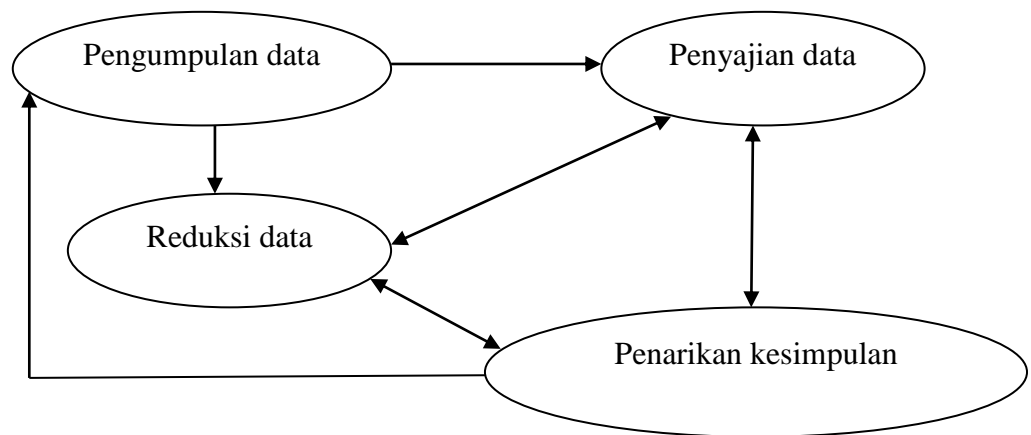 Pengumpulan data
Penyajian data
Reduksi data
Penarikan kesimpulan